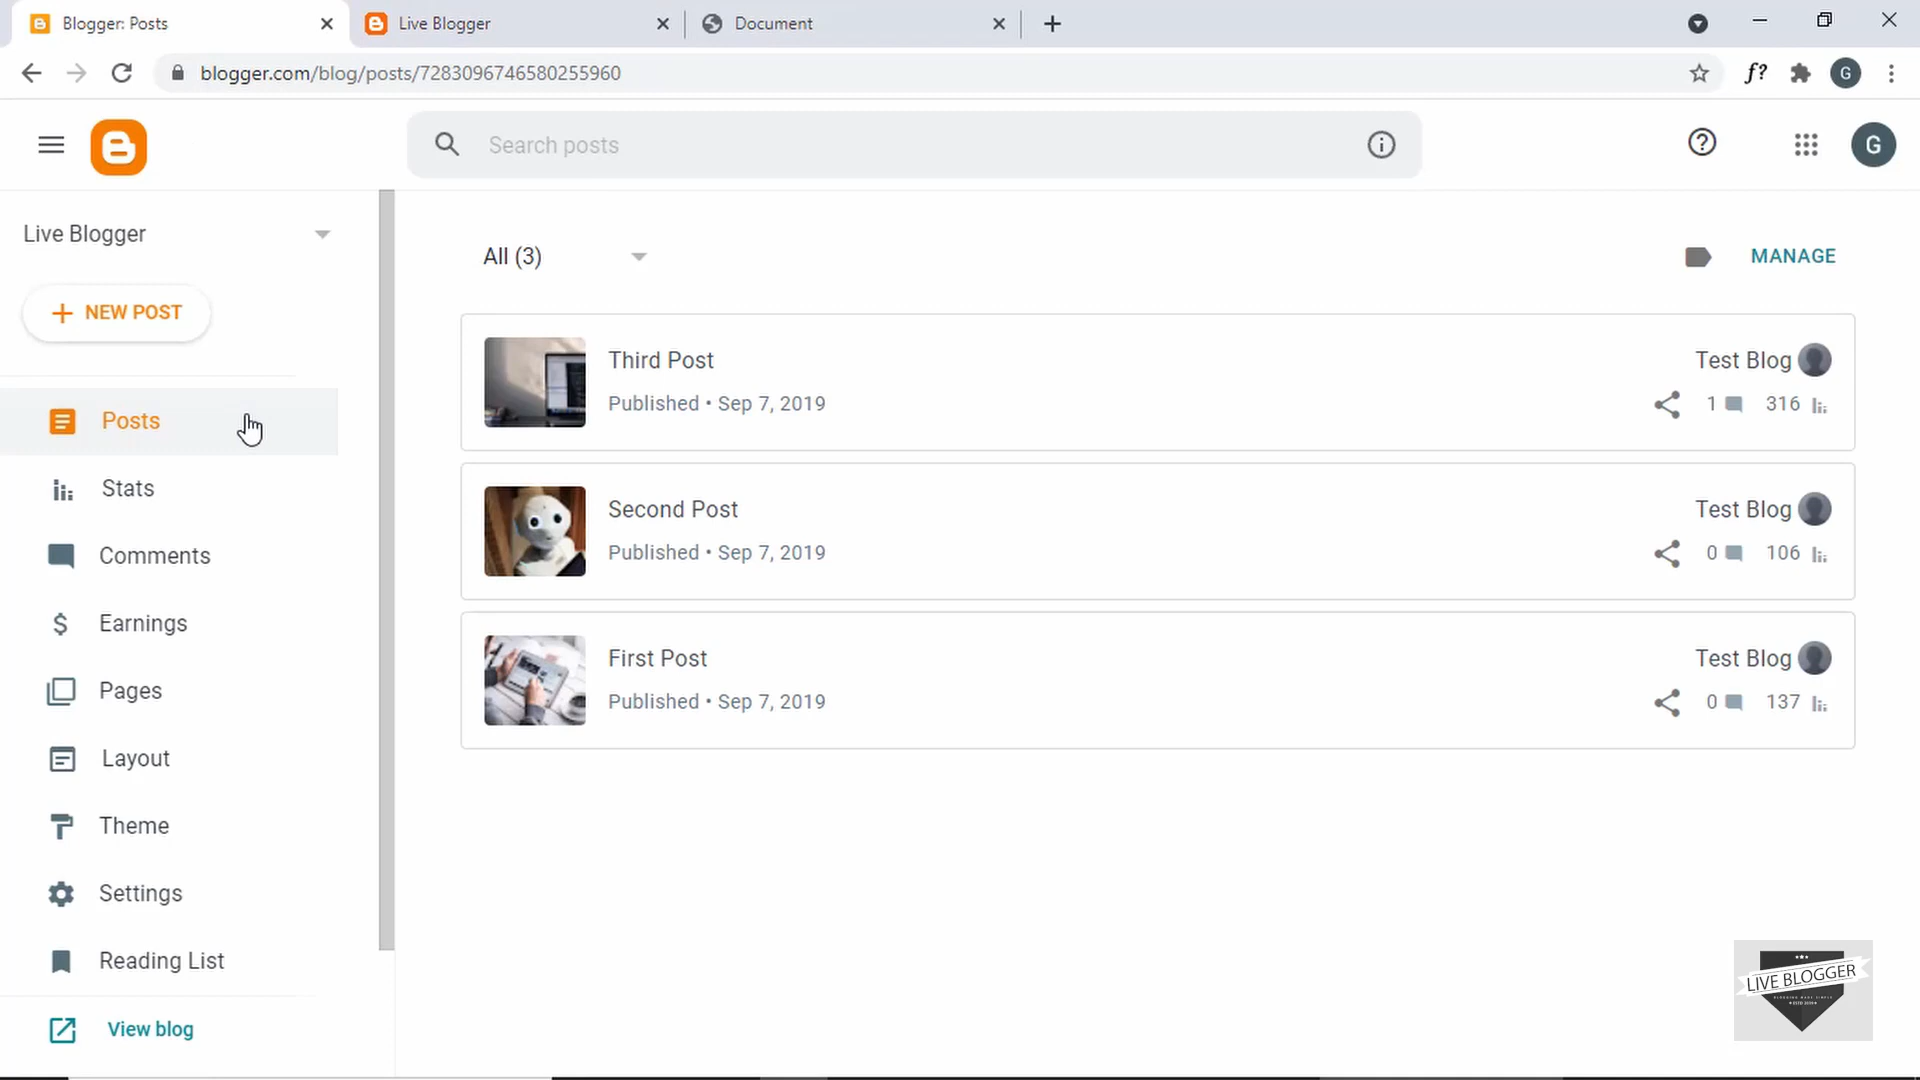 Blogger: Posts
Live Blogger
Document
blogger.com/blog/posts/7283096746580255960
f?
G
Search posts
G
Live Blogger
NEW POST
Posts
Stats
Comments
Earnings
Pages
Layout
Theme
Settings
Reading List
View blog
All (3)
MANAGE
Third Post
Test Blog
Published • Sep 7, 2019
1
316
Second Post
Test Blog
Published • Sep 7, 2019
0
106
First Post
Test Blog
Published • Sep 7, 2019
0
137
LIVE BLOGGER